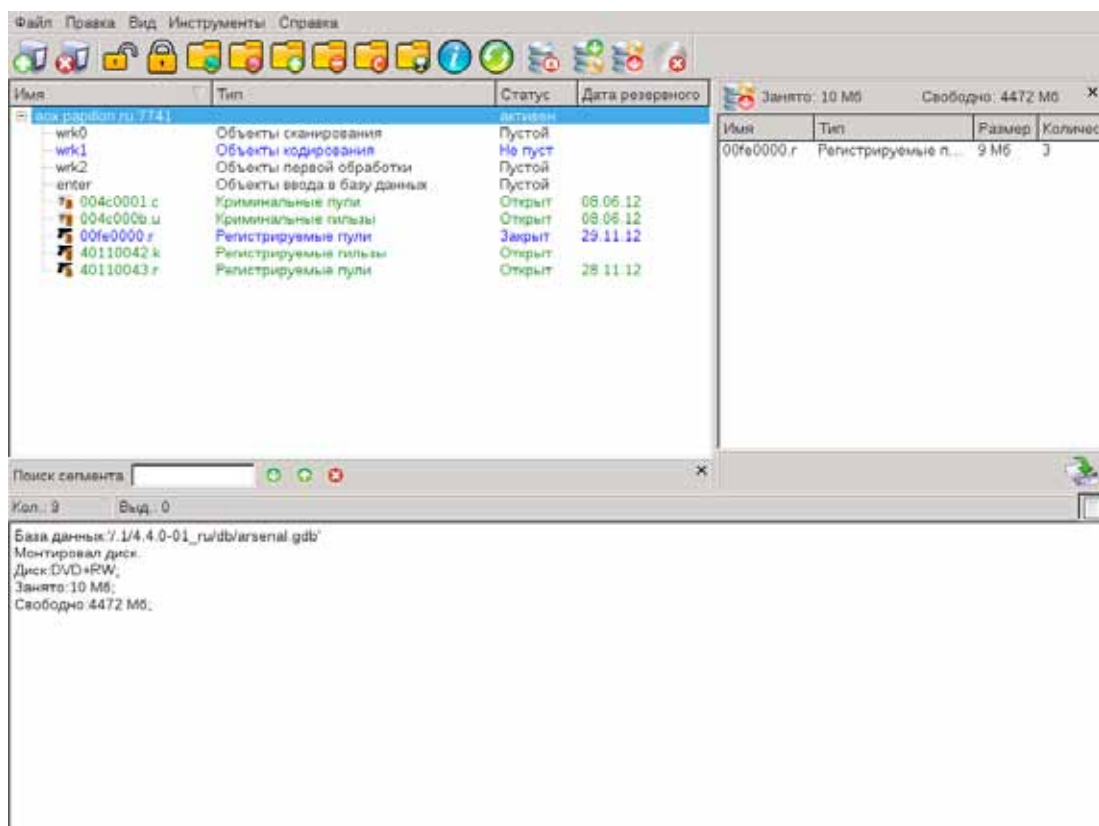 Файл Правка Вид Инструменты Справка
Имя Тип Статус Дата резервного
aox.papillon.ru:7741 активен
wrk0 Объекты сканирования Пустой
wrk1 Объекты кодирования Не пуст
wrk2 Объекты первой обработки Пустой
enter Объекты ввода в базу данных Пустой
004c0001.c Криминальные пули Открыт 08.06.12
004c000b.u Криминальные гильзы Открыт 08.06.12
00fe0000.r Регистрируемые пули Закрыт 29.11.12
40110042.k Регистрируемые гильзы Открыт
40110043.r Регистрируемые пули Открыт 28.11.12
Занято: 10 Мб Свободно: 4472 Мб
Имя Тип Размер Количес
00fe0000.r Регистрируемые п... 9 Мб 3
Поиск сегмента
Кол.: 9 Выд.: 0
База данных:'/.1/4.4.0-01_ru/db/arsenal.gdb'
Монтирован диск.
Диск:DVD+RW;
Занято:10 Мб;
Свободно:4472 Мб;